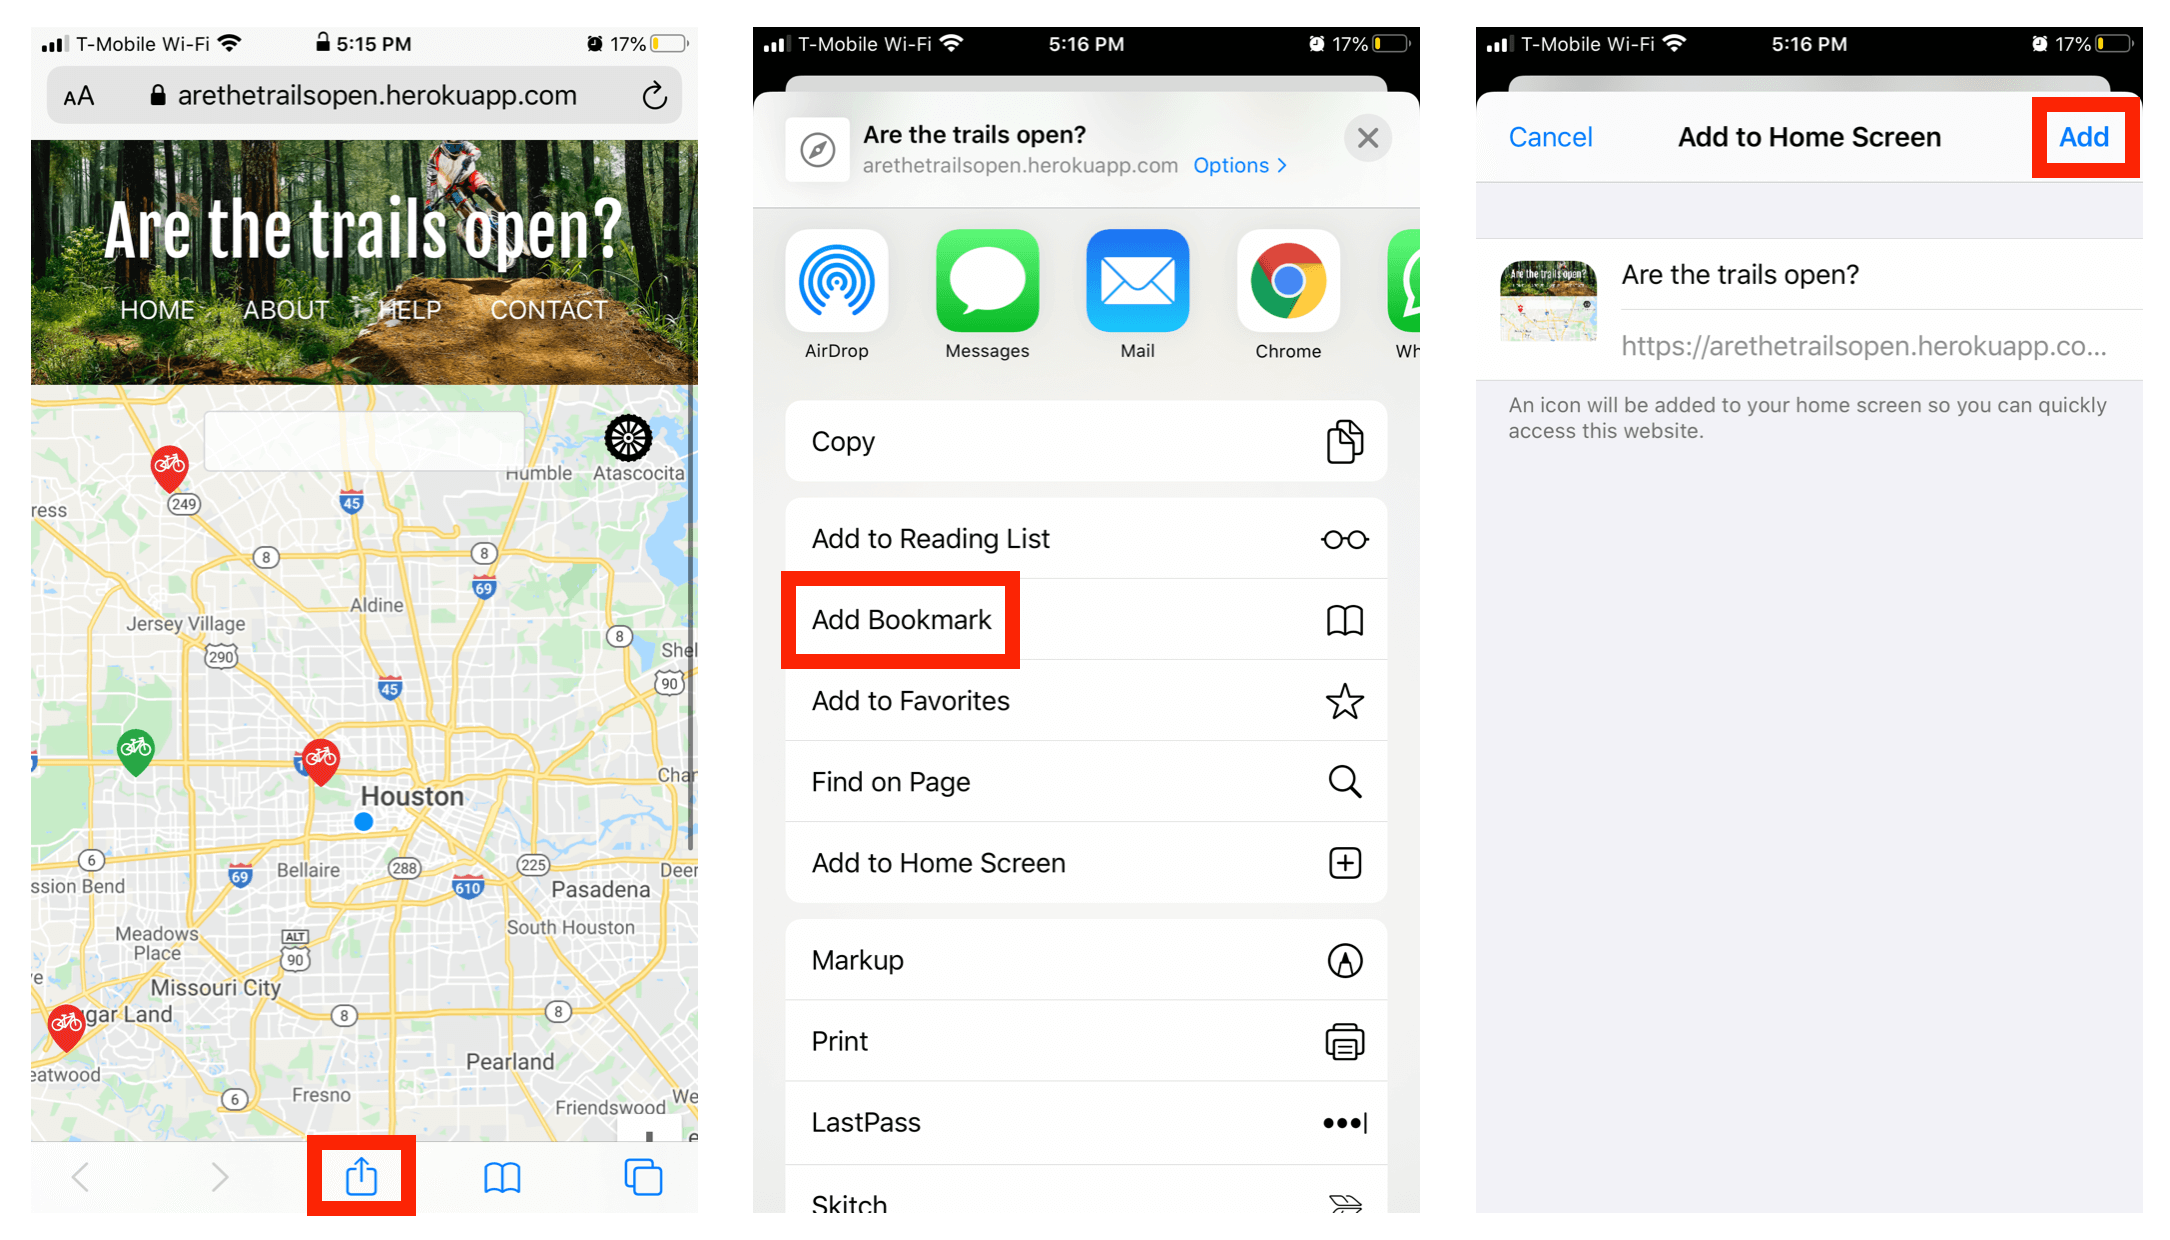 T-Mobile Wi-Fi 5:15 PM 17%
AA arethetrailsopen.herokuapp.com
Are the trails open?
HOME ABOUT HELP CONTACT
Humble Atascocita
249
45
ress
8 8
69
Aldine
Jersey Village
8
290
Shel
45
90
Houston
Char
6
69 Bellaire 288 225 Deer
610
ssion Bend Pasadena
South Houston
Meadows
Place
ALT
90
Missouri City
gar Land
8 8
Pearland
eatwood
6 Fresno
Friendswood We
T-Mobile Wi-Fi 5:16 PM 17%
Are the trails open?
arethetrailsopen.herokuapp.com Options >
AirDrop Messages Mail Chrome Wh
Copy
Add to Reading List
Add Bookmark
Add to Favorites
Find on Page
Add to Home Screen
Markup
Print
LastPass
Skitch
T-Mobile Wi-Fi 5:16 PM 17%
Cancel Add to Home Screen Add
Are the trails open?
Are the trails open?
https://arethetrailsopen.herokuapp.co...
An icon will be added to your home screen so you can quickly
access this website.